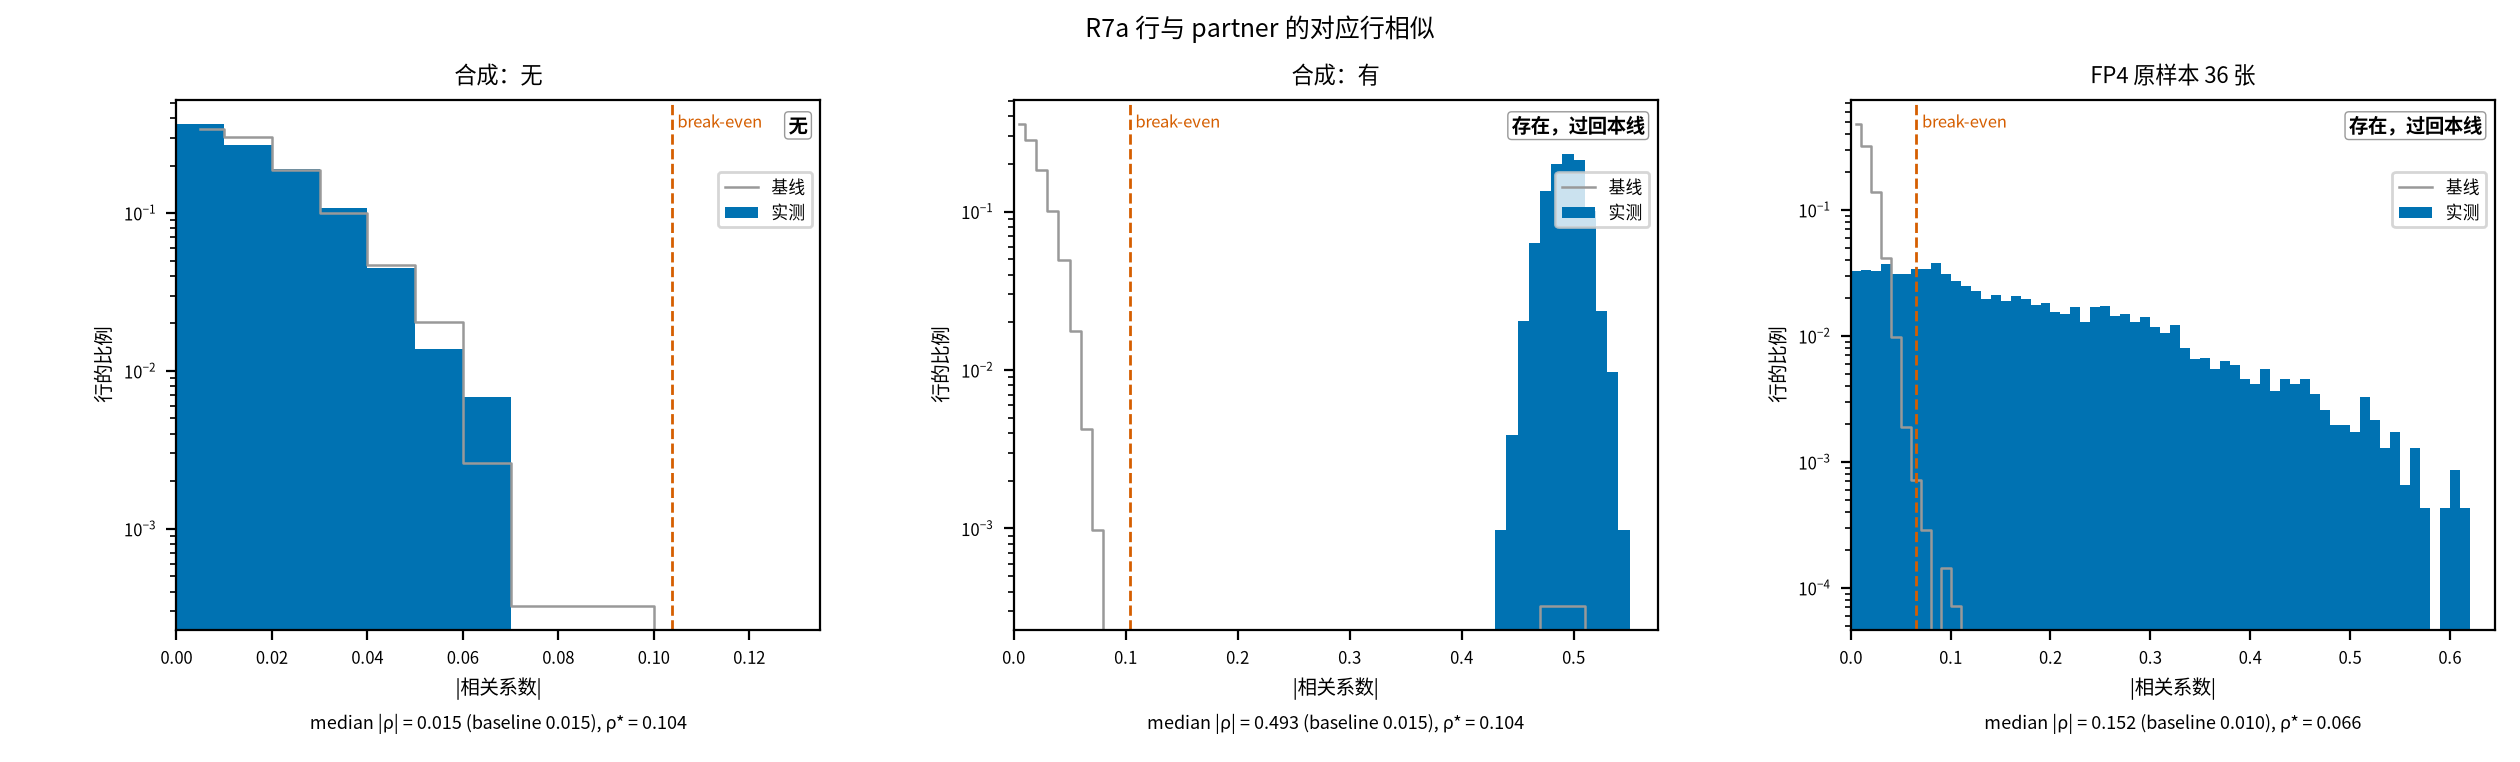 R7a 行与 partner 的对应行相似
合成：无
break-even
无
基线
实测
行的比例
10⁻¹
10⁻²
10⁻³
0.00 0.02 0.04 0.06 0.08 0.10 0.12
|相关系数|
median |ρ| = 0.015 (baseline 0.015), ρ* = 0.104
合成：有
break-even
存在，过回本线
基线
实测
行的比例
10⁻¹
10⁻²
10⁻³
0.0 0.1 0.2 0.3 0.4 0.5
|相关系数|
median |ρ| = 0.493 (baseline 0.015), ρ* = 0.104
FP4 原样本 36 张
break-even
存在，过回本线
基线
实测
行的比例
10⁻¹
10⁻²
10⁻³
10⁻⁴
0.0 0.1 0.2 0.3 0.4 0.5 0.6
|相关系数|
median |ρ| = 0.152 (baseline 0.010), ρ* = 0.066